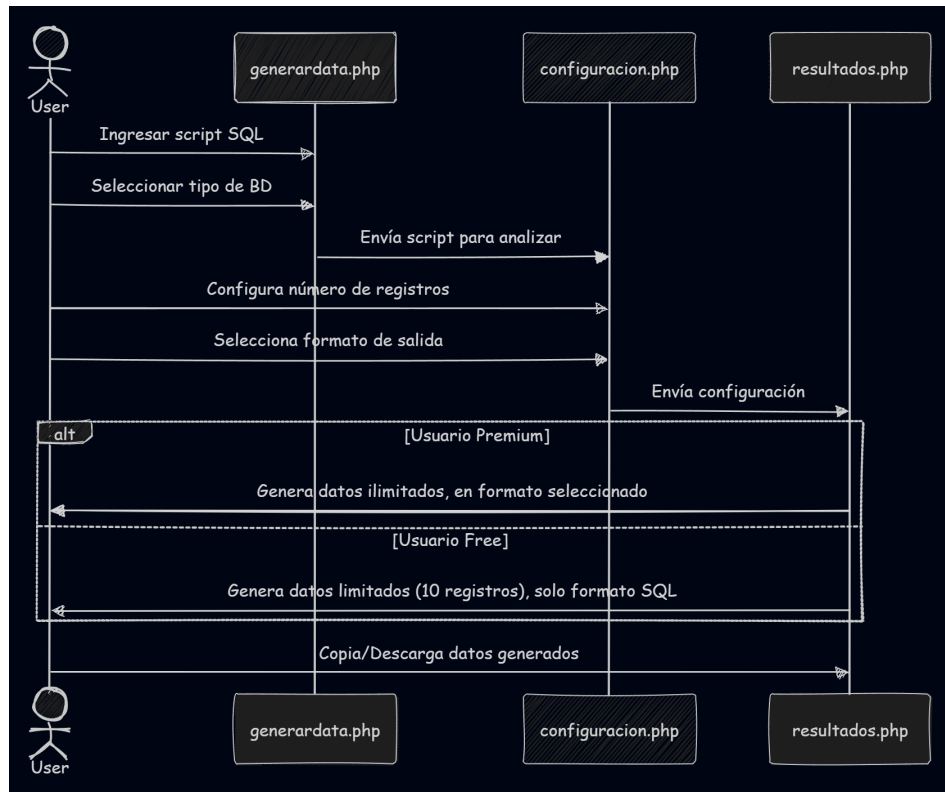 User
generardata.php
configuracion.php
resultados.php
Ingresar script SQL
Seleccionar tipo de BD
Envía script para analizar
Configura número de registros
Selecciona formato de salida
Envía configuración
alt
[Usuario Premium]
Genera datos ilimitados, en formato seleccionado
[Usuario Free]
Genera datos limitados (10 registros), solo formato SQL
Copia/Descarga datos generados
User
generardata.php
configuracion.php
resultados.php